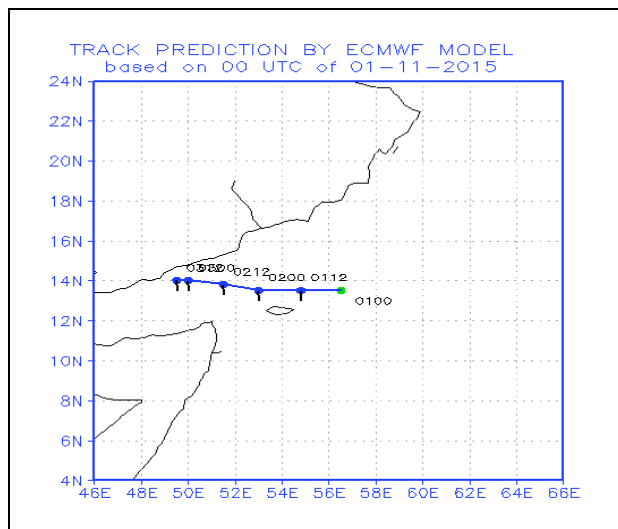 TRACK PREDICTION BY ECMWF MODEL
based on 00 UTC of 01-11-2015
24N
22N
20N
18N
16N
14N
12N
10N
8N
6N
4N
0300
0212
0200
0112
0100
46E 48E 50E 52E 54E 56E 58E 60E 62E 64E 66E